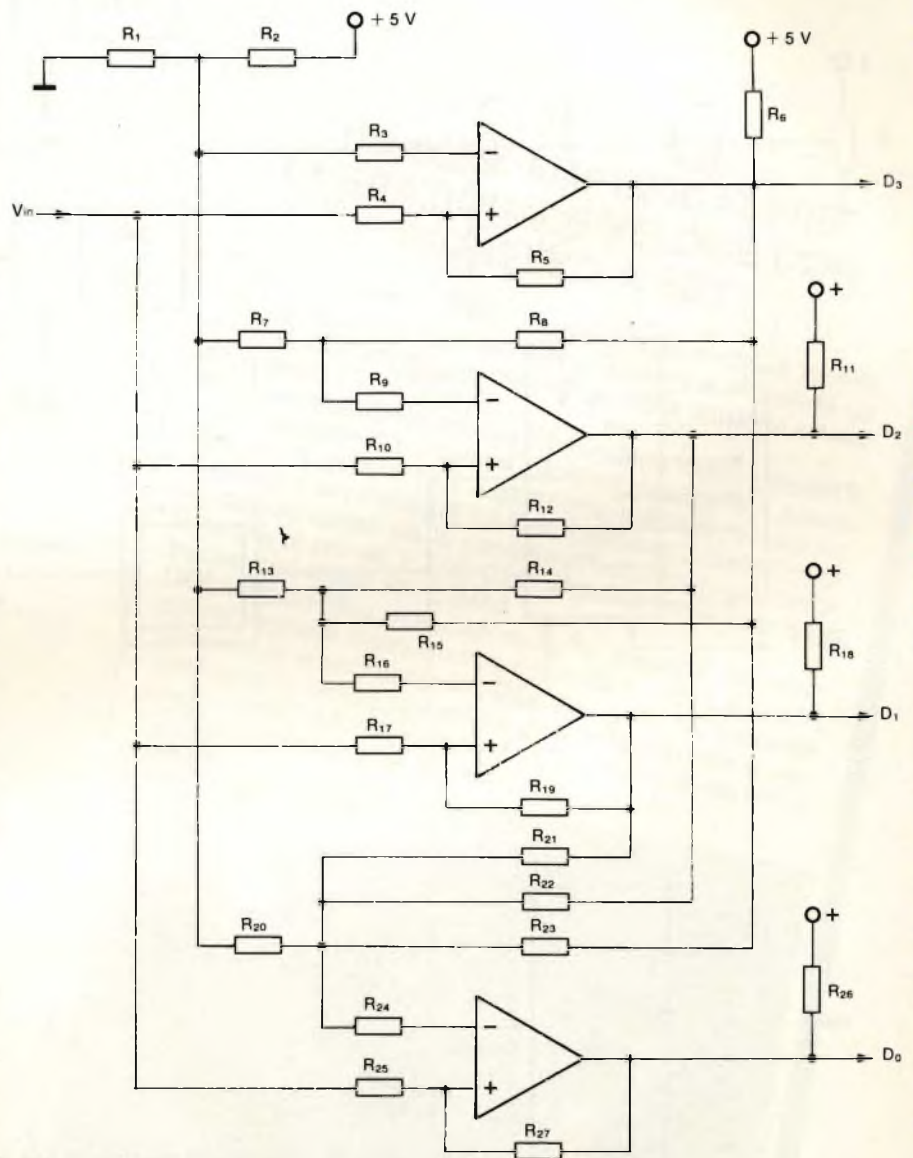 R1
R2
+ 5 V
+ 5 V
R6
R3
−
D3
Vin
R4
+
R5
+
R7
R8
R11
R9
−
D2
R10
+
R12
+
R13
R14
R15
R18
R16
−
D1
R17
+
R19
R21
R22
+
R20
R23
R26
R24
−
D0
R25
+
R27